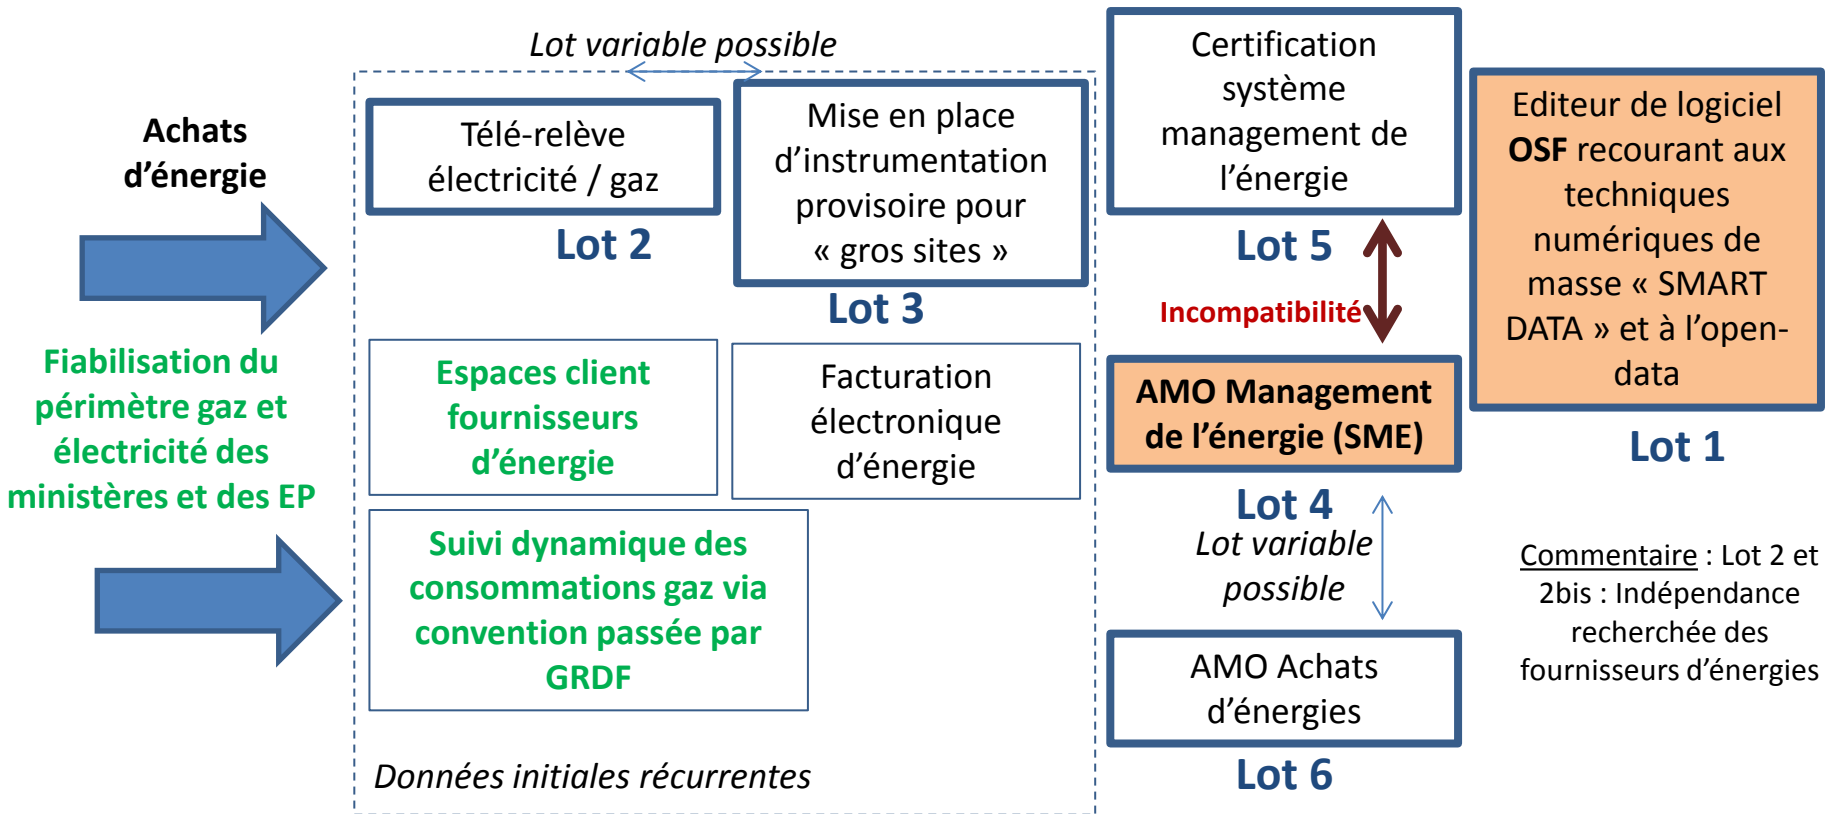 Lot variable possible
Achats
d'énergie
Télé-relève
électricité / gaz
Lot 2
Mise en place
d'instrumentation
provisoire pour
« gros sites »
Lot 3
Certification
système
management de
l'énergie
Lot 5
Editeur de logiciel
OSF recourant aux
techniques
numériques de
masse « SMART
DATA » et à l'open-
data
Lot 1
Incompatibilité
Fiabilisation du
périmètre gaz et
électricité des
ministères et des EP
Espaces client
fournisseurs
d'énergie
Facturation
électronique
d'énergie
AMO Management
de l'énergie (SME)
Lot 4
Lot variable
possible
Suivi dynamique des
consommations gaz via
convention passée par
GRDF
Commentaire : Lot 2 et
2bis : Indépendance
recherchée des
fournisseurs d'énergies
AMO Achats
d'énergies
Lot 6
Données initiales récurrentes